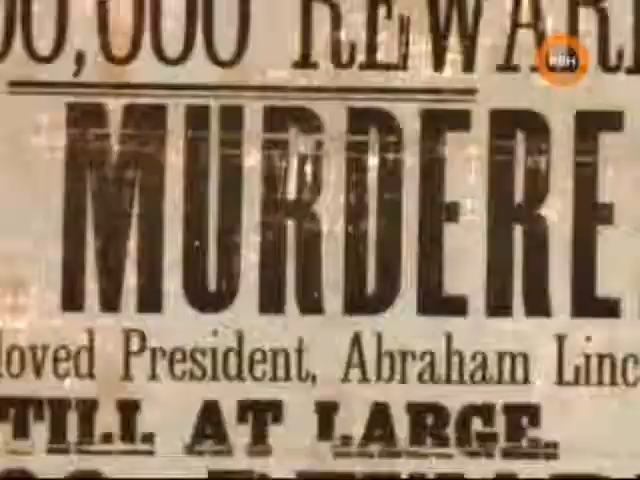 00,000 REWAR
MURDERE
loved President, Abraham Linc
TILL AT LARGE.